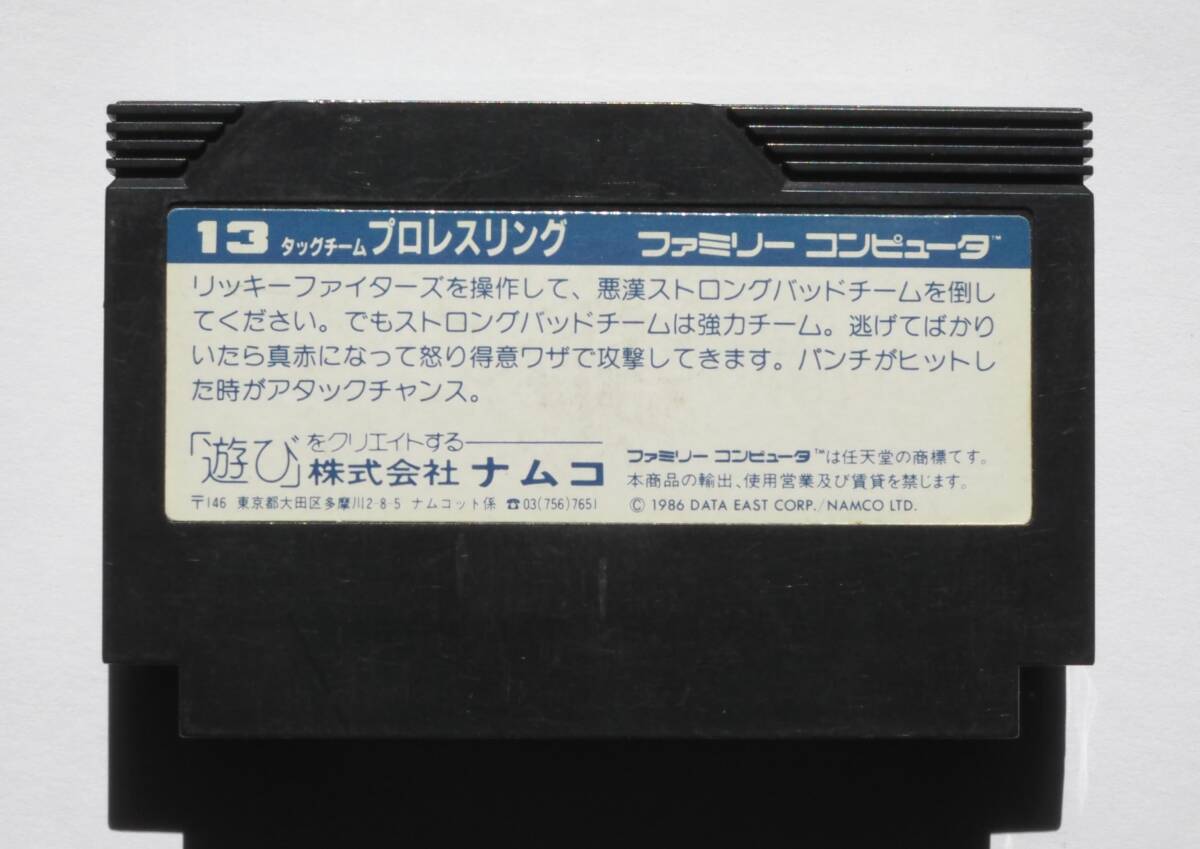 13 タッグチーム プロレスリング ファミリー コンピュータ™
リッキーファイターズを操作して、悪漢ストロングバッドチームを倒し
てください。でもストロングバッドチームは強力チーム。逃げてばかり
いたら真赤になって怒り得意ワザで攻撃してきます。パンチがヒットし
た時がアタックチャンス。
「遊び」をクリエイトする
株式会社 ナムコ
〒146 東京都大田区多摩川2-8-5 ナムコット係 ☎03(756)7651
ファミリー コンピュータ™は任天堂の商標です。
本商品の輸出、使用営業及び賃貸を禁じます。
© 1986 DATA EAST CORP./NAMCO LTD.